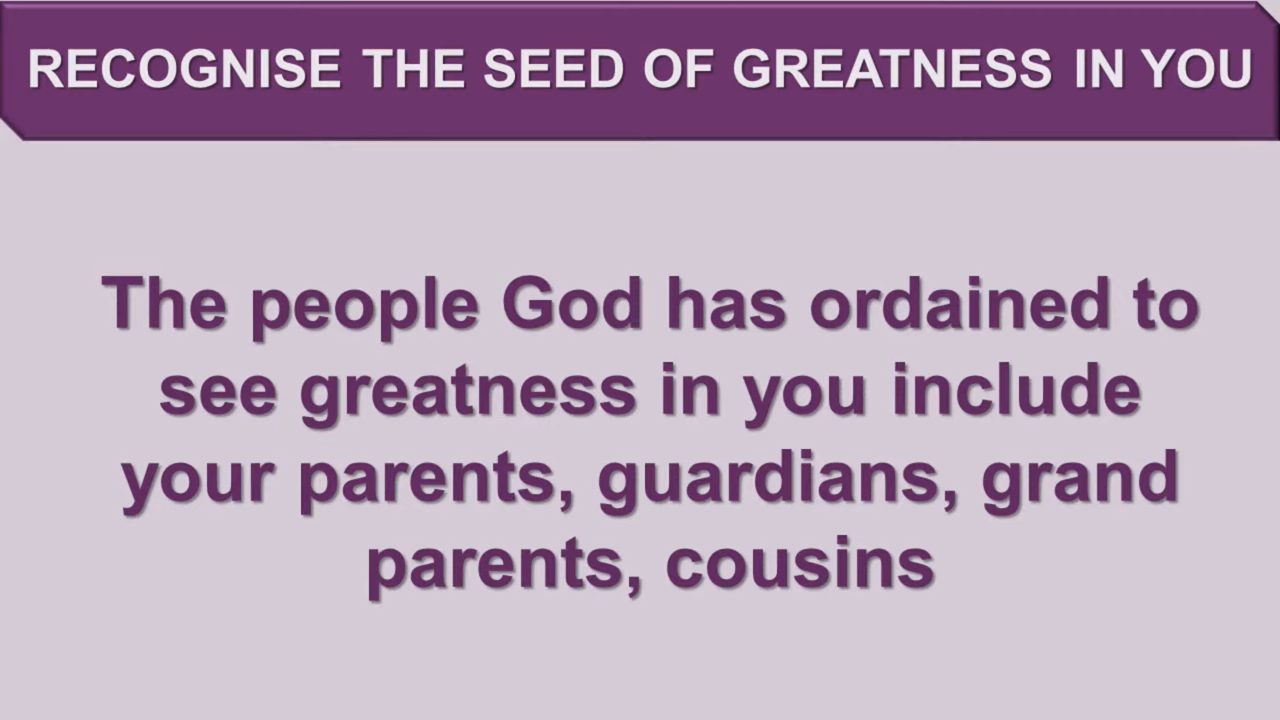 RECOGNISE THE SEED OF GREATNESS IN YOU
The people God has ordained to
see greatness in you include
your parents, guardians, grand
parents, cousins